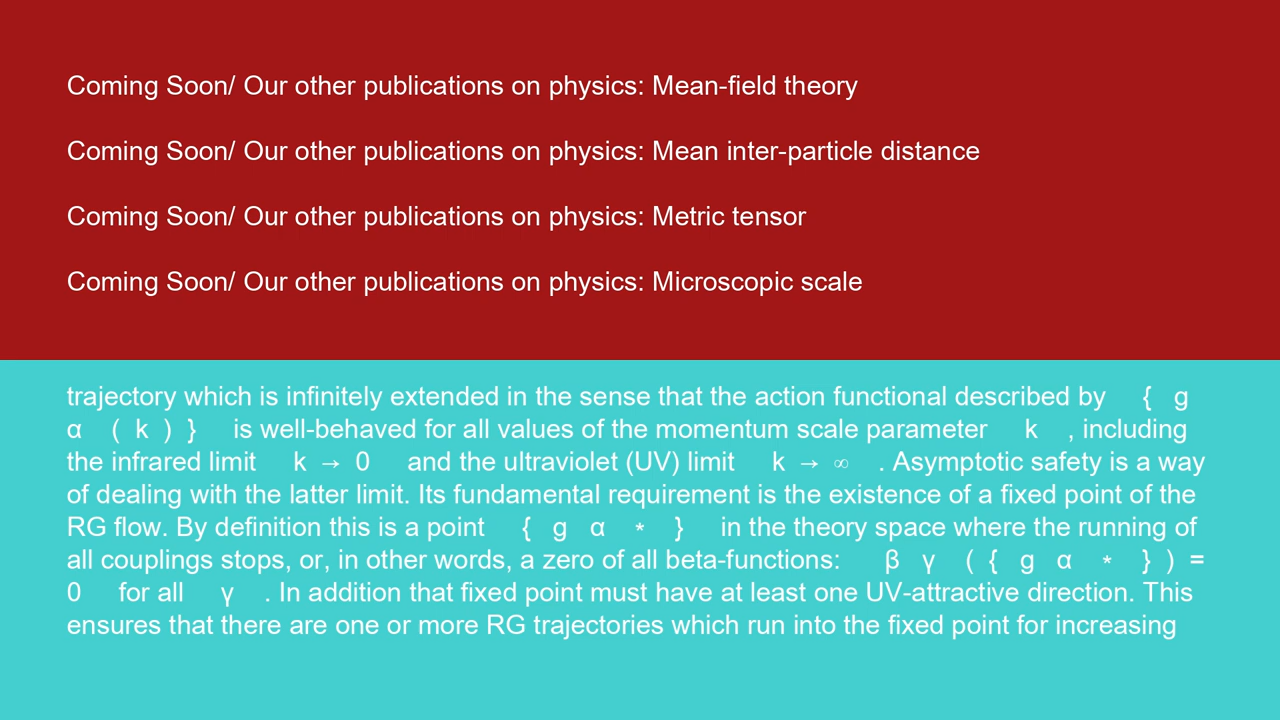 Coming Soon/ Our other publications on physics: Mean-field theory
Coming Soon/ Our other publications on physics: Mean inter-particle distance
Coming Soon/ Our other publications on physics: Metric tensor
Coming Soon/ Our other publications on physics: Microscopic scale
trajectory which is infinitely extended in the sense that the action functional described by { g
α ( k ) } is well-behaved for all values of the momentum scale parameter k , including
the infrared limit k → 0 and the ultraviolet (UV) limit k → ∞ . Asymptotic safety is a way
of dealing with the latter limit. Its fundamental requirement is the existence of a fixed point of the
RG flow. By definition this is a point { g α * } in the theory space where the running of
all couplings stops, or, in other words, a zero of all beta-functions: β γ ( { g α * } ) =
0 for all γ . In addition that fixed point must have at least one UV-attractive direction. This
ensures that there are one or more RG trajectories which run into the fixed point for increasing